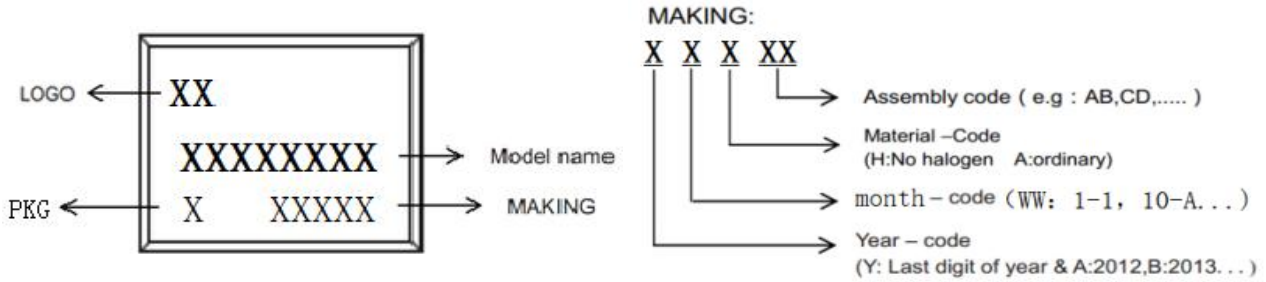 LOGO
XX
XXXXXXXX
Model name
PKG
X XXXXX
MAKING
MAKING:
X X X XX
Assembly code ( e.g : AB,CD,..... )
Material –Code
(H:No halogen A:ordinary)
month – code (WW: 1-1, 10-A...)
Year – code
(Y: Last digit of year & A:2012,B:2013. . . )